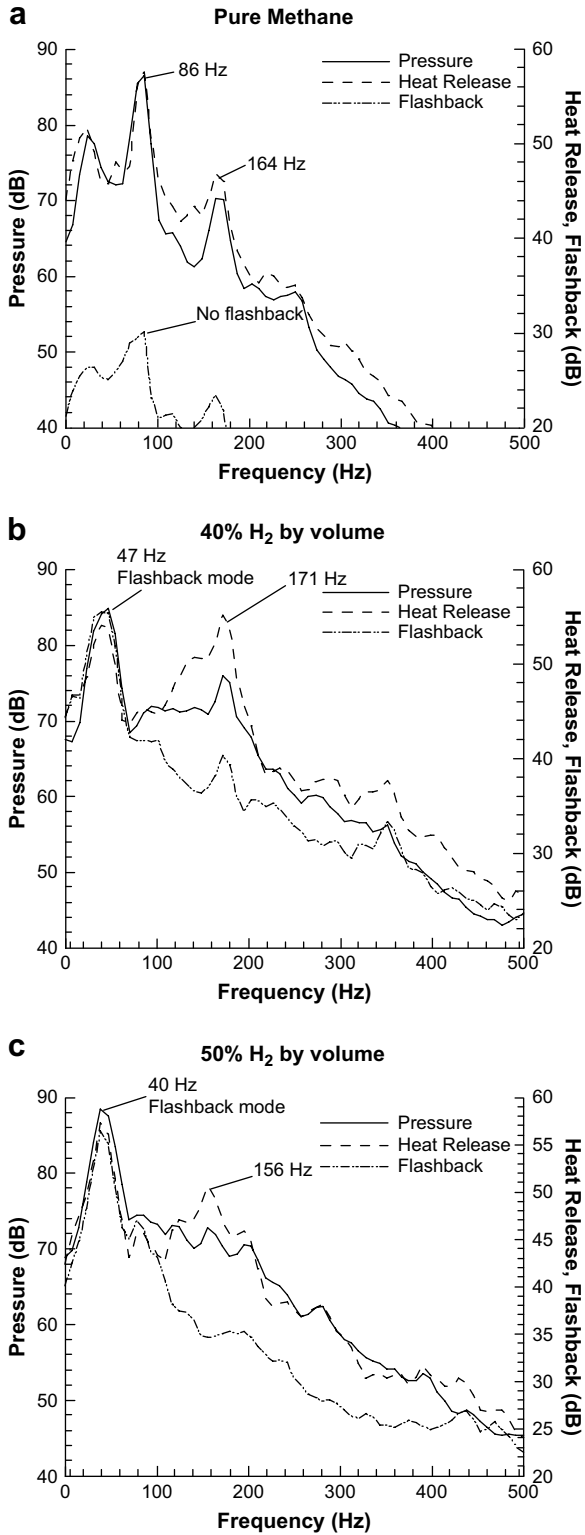 a
Pure Methane
86 Hz
164 Hz
No flashback
Pressure
Heat Release
Flashback
Pressure (dB)
90
80
70
60
50
40
Heat Release, Flashback (dB)
60
50
40
30
20
0 100 200 300 400 500
Frequency (Hz)
b
40% H₂ by volume
47 Hz
Flashback mode
171 Hz
Pressure
Heat Release
Flashback
Pressure (dB)
90
80
70
60
50
40
Heat Release, Flashback (dB)
60
50
40
30
20
0 100 200 300 400 500
Frequency (Hz)
c
50% H₂ by volume
40 Hz
Flashback mode
156 Hz
Pressure
Heat Release
Flashback
Pressure (dB)
90
80
70
60
50
40
Heat Release, Flashback (dB)
60
55
50
45
40
35
30
25
20
0 100 200 300 400 500
Frequency (Hz)